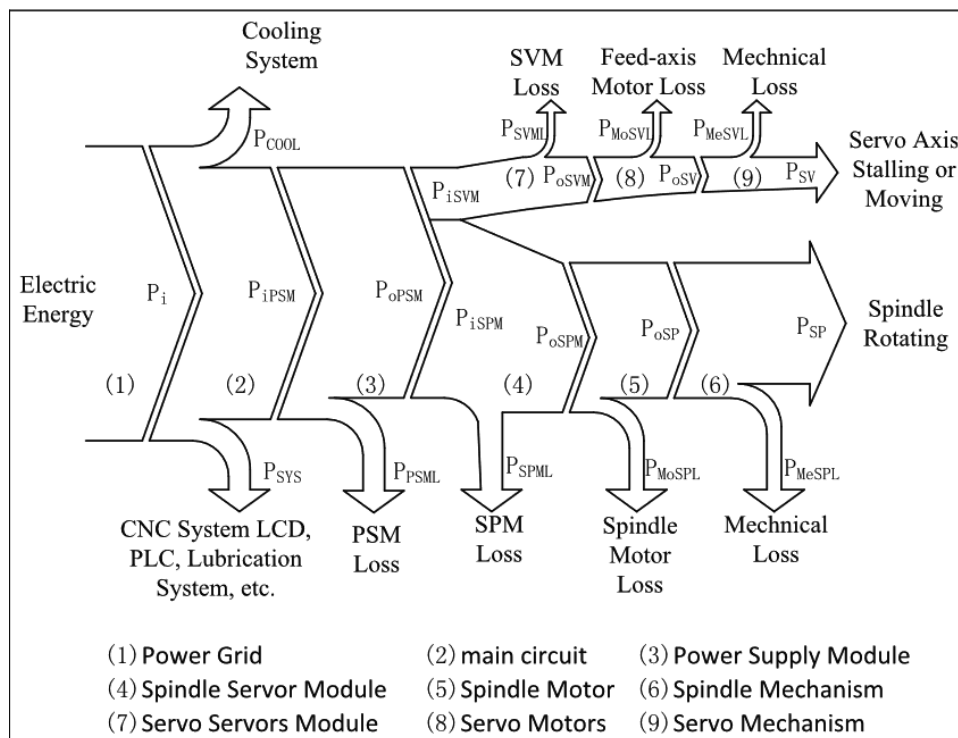 Cooling
System
SVM
Loss
Feed-axis
Motor Loss
Mechnical
Loss
P_COOL
P_SVML
P_MoSVL
P_MeSVL
Servo Axis
Stalling or
Moving
(7)
P_oSVM
(8)
P_oSV
(9)
P_SV
P_iSVM
Electric
Energy
P_i
P_iPSM
P_oPSM
P_iSPM
P_oSPM
P_oSP
P_SP
Spindle
Rotating
(1)
(2)
(3)
(4)
(5)
(6)
P_SYS
P_PSML
P_SPML
P_MoSPL
P_MeSPL
CNC System LCD,
PLC, Lubrication
System, etc.
PSM
Loss
SPM
Loss
Spindle
Motor
Loss
Mechnical
Loss
(1) Power Grid (2) main circuit (3) Power Supply Module
(4) Spindle Servor Module (5) Spindle Motor (6) Spindle Mechanism
(7) Servo Servors Module (8) Servo Motors (9) Servo Mechanism